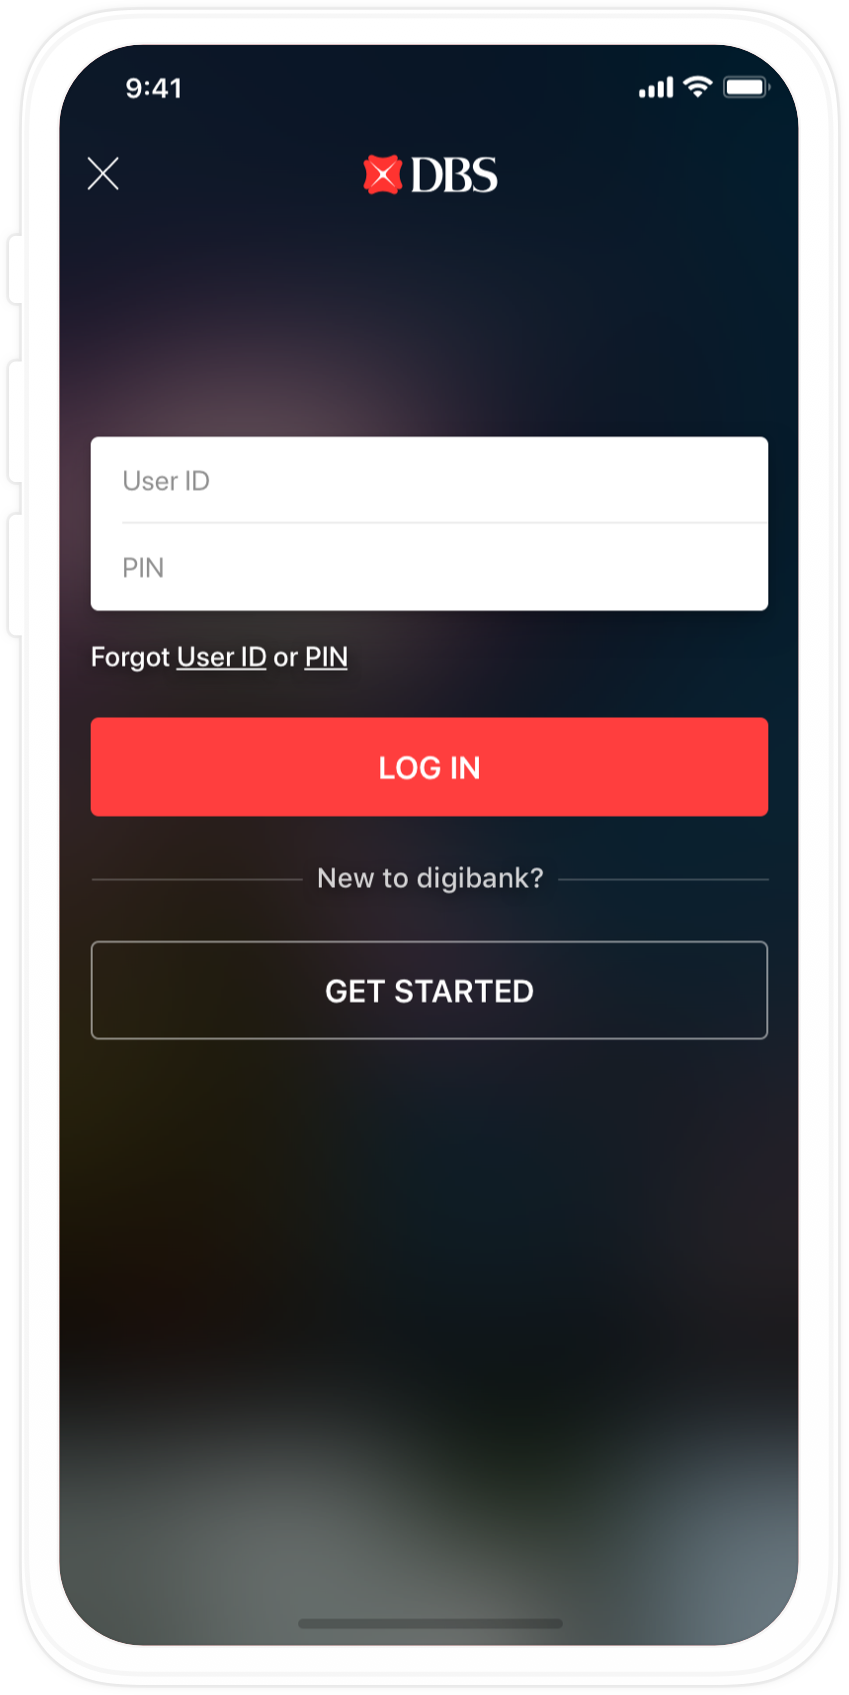 9:41
DBS
User ID
PIN
Forgot User ID or PIN
LOG IN
New to digibank?
GET STARTED